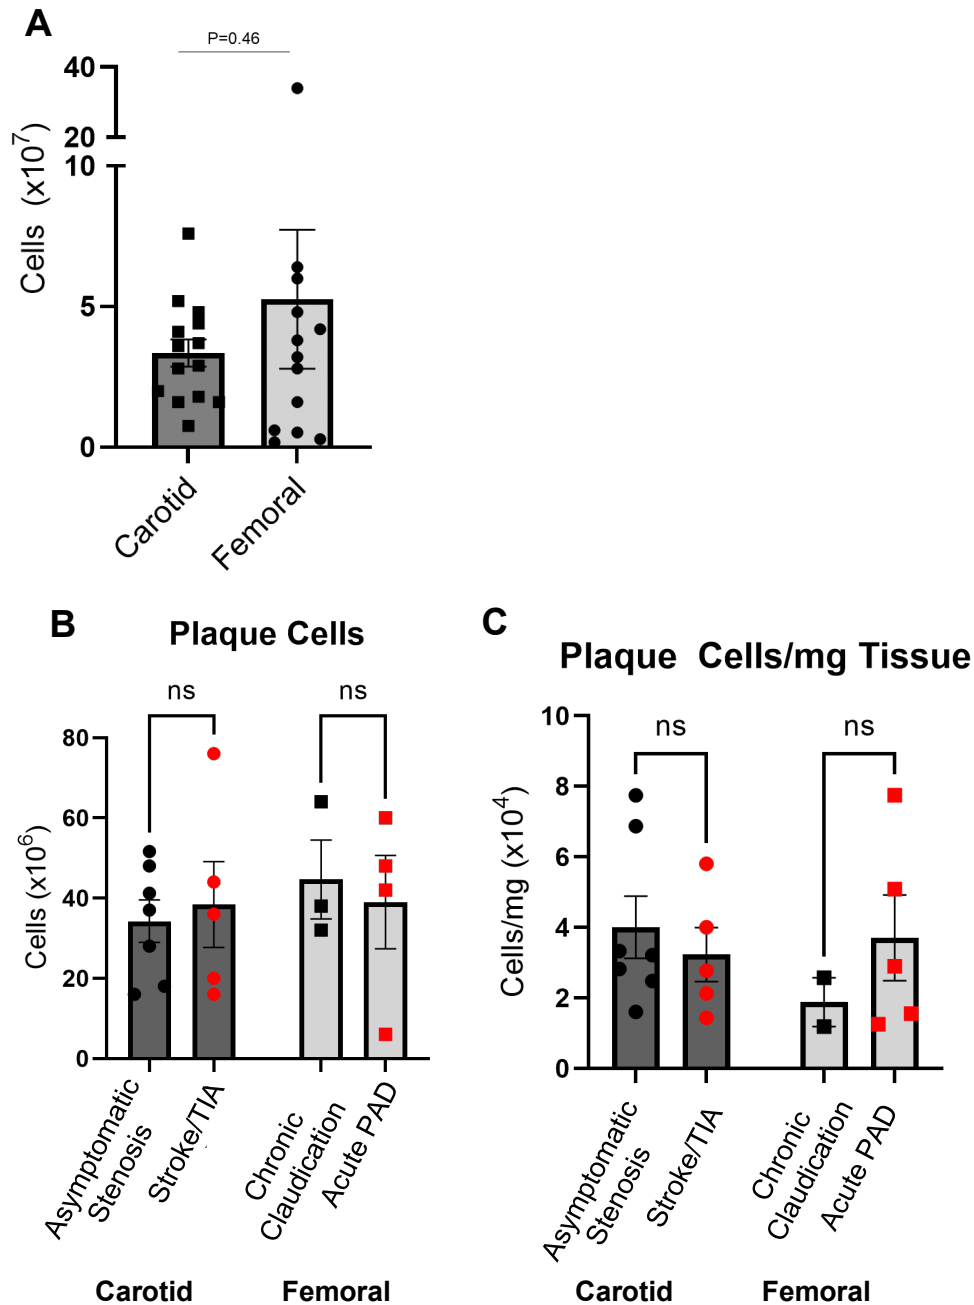 A
P=0.46
Cells (x10⁷)
40
20
10
5
0
Carotid
Femoral
B
Plaque Cells
ns
ns
Cells (x10⁶)
80
60
40
20
0
Asymptomatic
Stenosis
Stroke/TIA
Chronic
Claudication
Acute PAD
Carotid
Femoral
C
Plaque Cells/mg Tissue
ns
ns
Cells/mg (x10⁴)
10
8
6
4
2
0
Asymptomatic
Stenosis
Stroke/TIA
Chronic
Claudication
Acute PAD
Carotid
Femoral